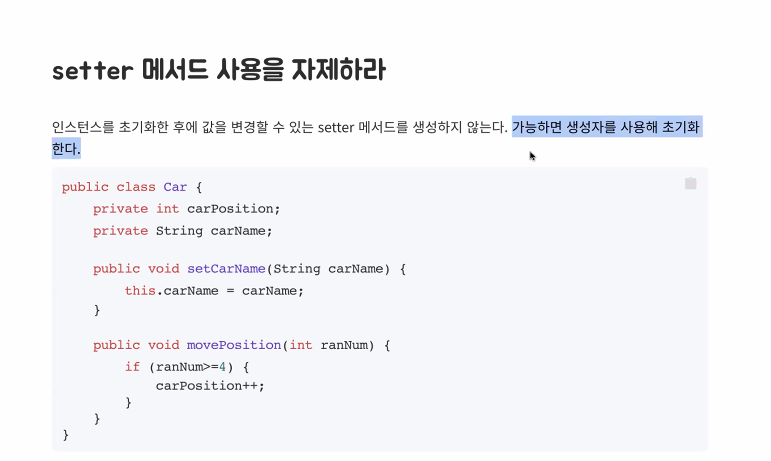 setter 메서드 사용을 자제하라
인스턴스를 초기화한 후에 값을 변경할 수 있는 setter 메서드를 생성하지 않는다. 가능하면 생성자를 사용해 초기화
한다.
public class Car {
    private int carPosition;
    private String carName;
    public void setCarName(String carName) {
        this.carName = carName;
    }
    public void movePosition(int ranNum) {
        if (ranNum>=4) {
            carPosition++;
        }
    }
}